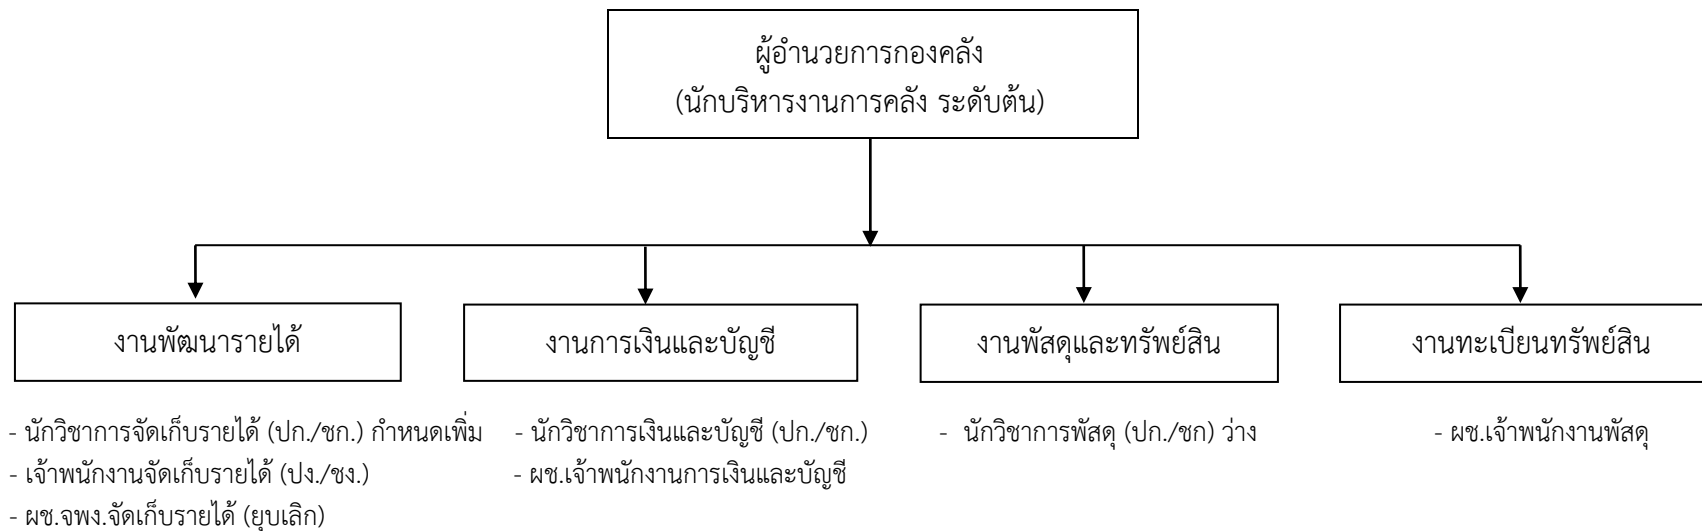 ผู้อำนวยการกองคลัง
(นักบริหารงานการคลัง ระดับต้น)
งานพัฒนารายได้
งานการเงินและบัญชี
งานพัสดุและทรัพย์สิน
งานทะเบียนทรัพย์สิน
- นักวิชาการจัดเก็บรายได้ (ปก./ชก.) กำหนดเพิ่ม
- เจ้าพนักงานจัดเก็บรายได้ (ปง./ชง.)
- ผช.จพง.จัดเก็บรายได้ (ยุบเลิก)
- นักวิชาการเงินและบัญชี (ปก./ชก.)
- ผช.เจ้าพนักงานการเงินและบัญชี
- นักวิชาการพัสดุ (ปก./ชก) ว่าง
- ผช.เจ้าพนักงานพัสดุ